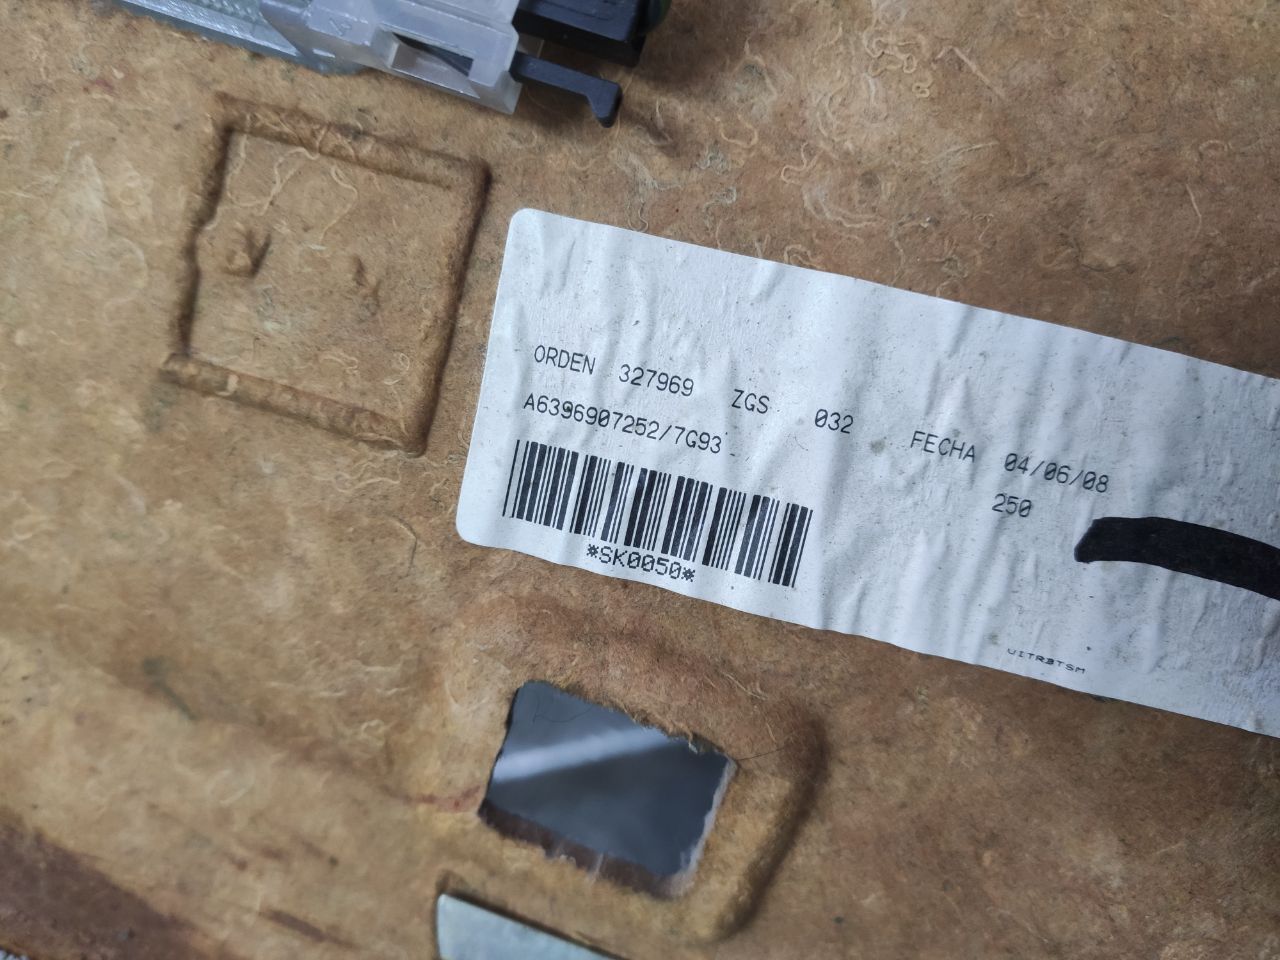 ORDEN 327969 ZGS 032 FECHA 04/06/08
A6396907252/7G93 250
*SK0050*